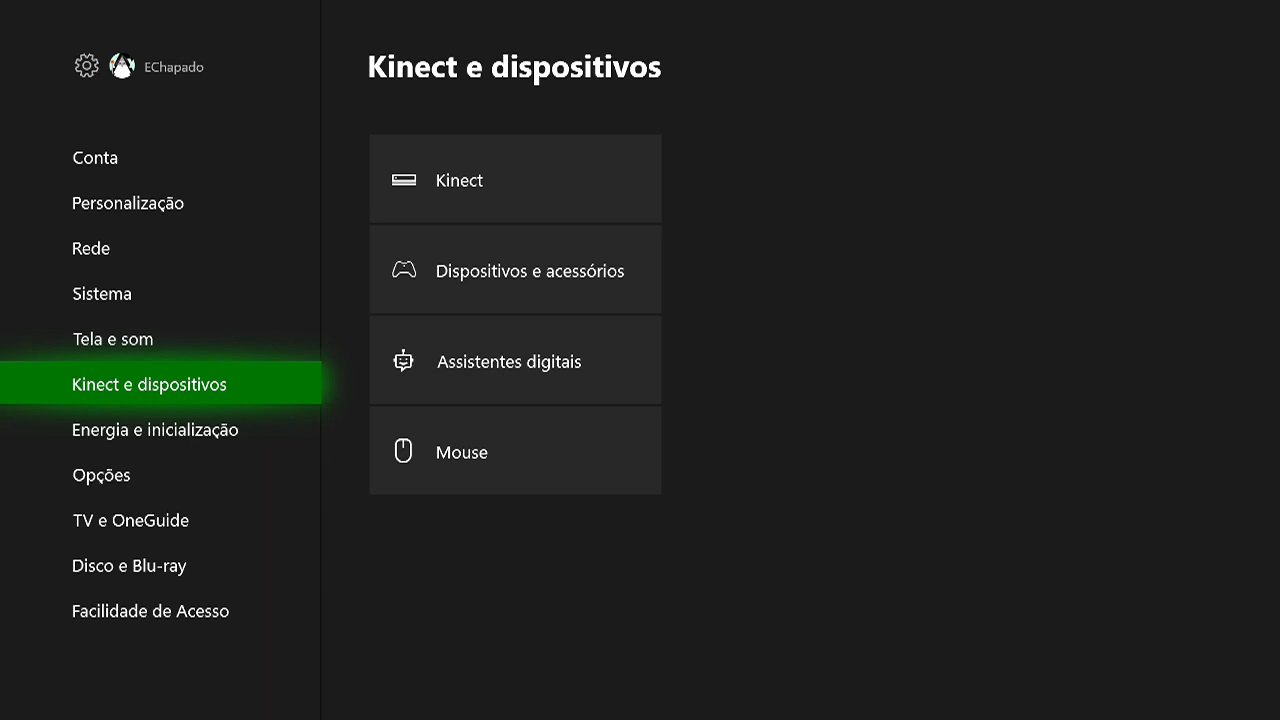 EChapado
Conta
Personalização
Rede
Sistema
Tela e som
Kinect e dispositivos
Energia e inicialização
Opções
TV e OneGuide
Disco e Blu-ray
Facilidade de Acesso
Kinect e dispositivos
Kinect
Dispositivos e acessórios
Assistentes digitais
Mouse